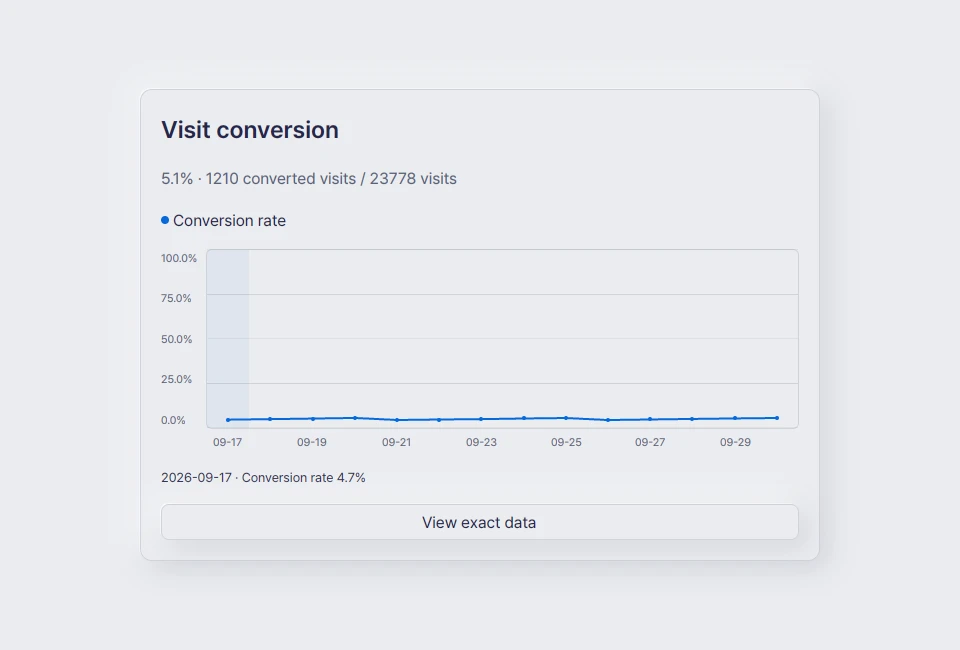 Visit conversion
5.1% · 1210 converted visits / 23778 visits
Conversion rate
100.0%
75.0%
50.0%
25.0%
0.0%
09-17 09-19 09-21 09-23 09-25 09-27 09-29
2026-09-17 · Conversion rate 4.7%
View exact data